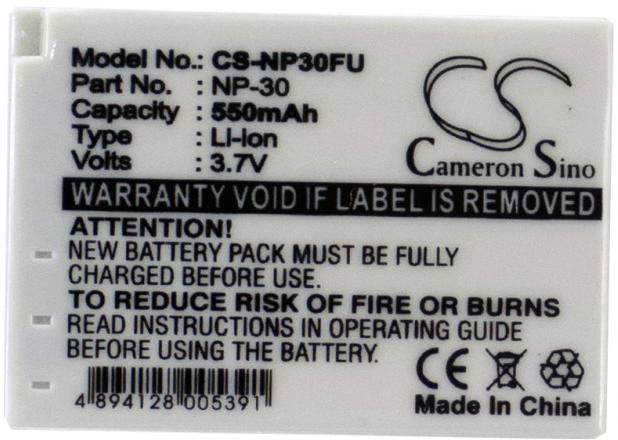 Model No.: CS-NP30FU
Part No. : NP-30
Capacity : 550mAh
Type : Li-ion
Volts : 3.7V
CS
Cameron Sino
WARRANTY VOID IF LABEL IS REMOVED
ATTENTION!
NEW BATTERY PACK MUST BE FULLY
CHARGED BEFORE USING.
TO REDUCE RISK OF FIRE OR BURNS
READ INSTRUCTIONS IN OPERATING GUIDE
BEFORE USING THE BATTERY.
CE
4 894128 005391
Made In China